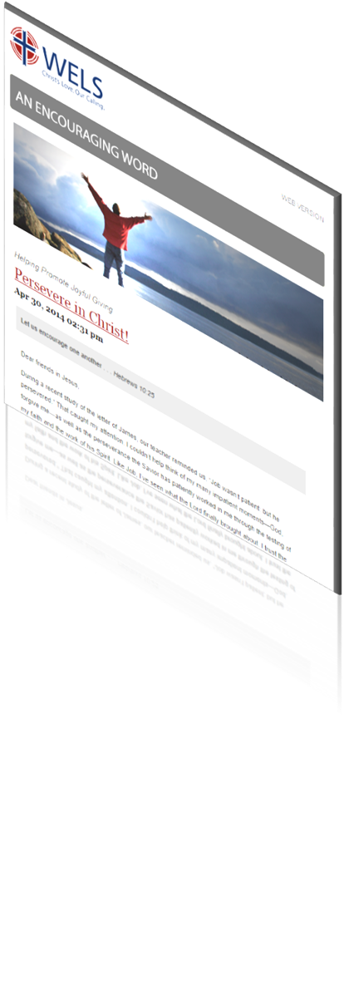 WELS
Christ's Love, Our Calling.
WEB VERSION
AN ENCOURAGING WORD
Helping Promote Joyful Giving
Persevere in Christ!
Apr 30, 2014 02:31 pm
Let us encourage one another . . . Hebrews 10:25
Dear friends in Jesus,
During a recent study of the letter of James, our teacher reminded us, "Job wasn't patient, but he
persevered." That caught my attention. I couldn't help think of my many impatient moments—God,
forgive me—as well as the perseverance the Savior has patiently worked in me through the testing of
my faith and the work of his Spirit. Like Job, I've seen what the Lord finally brought about. I trust the